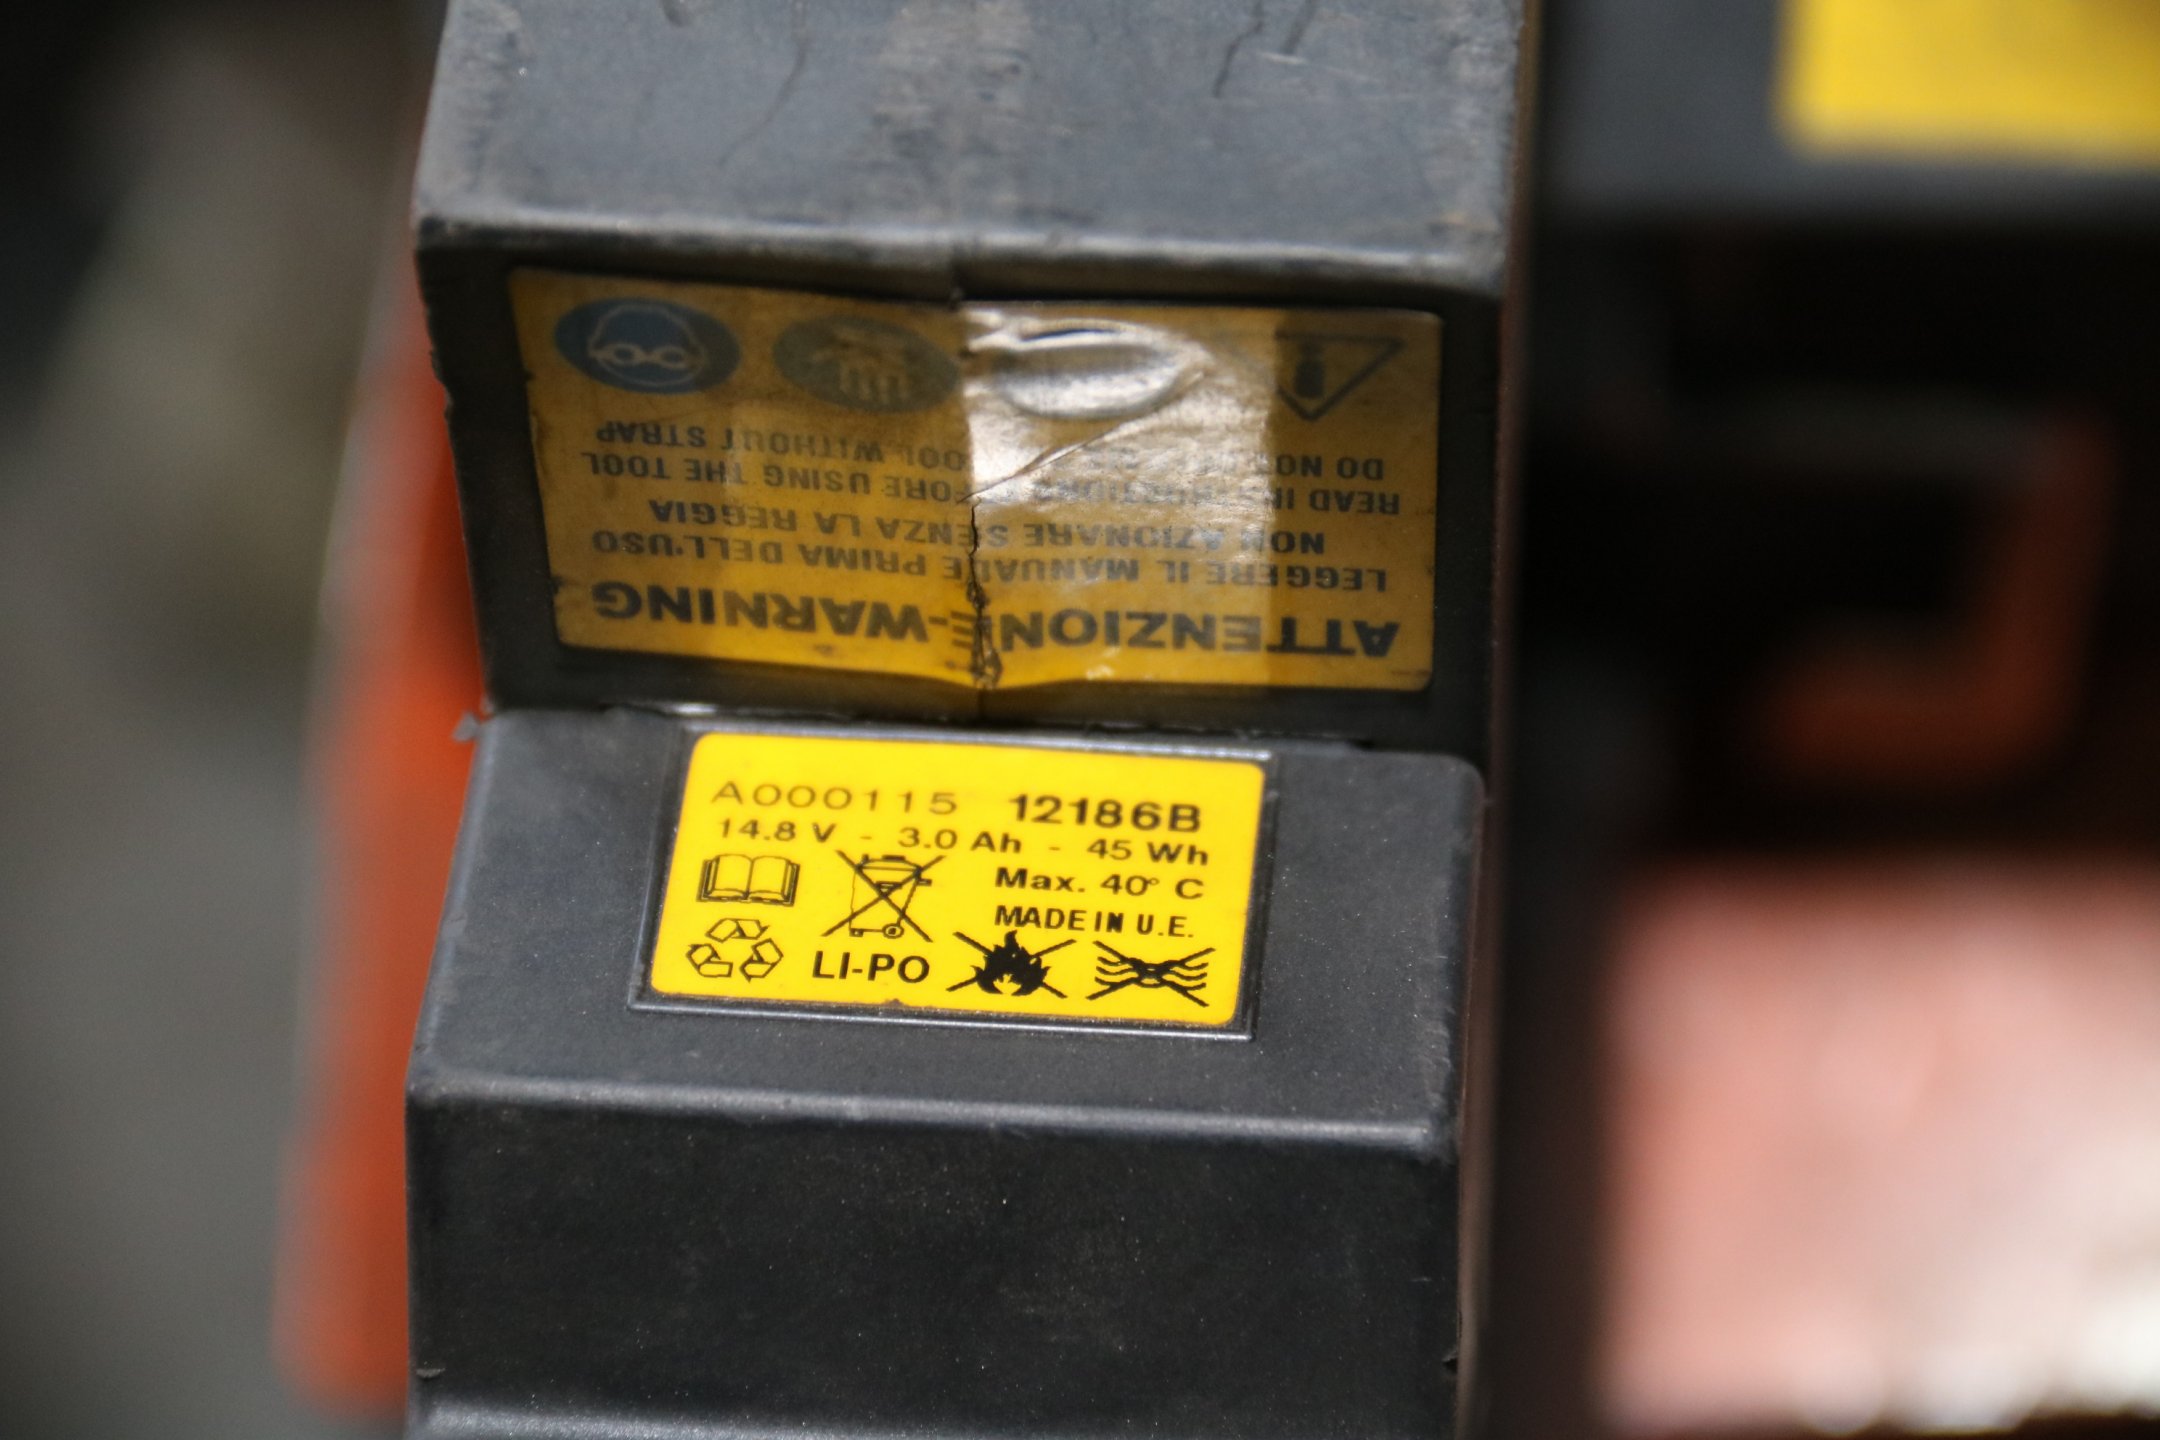 ATTENZIONE-WARNING
LEGGERE IL MANUALE PRIMA DELL'USO
NON AZIONARE SENZA LA REGGIA
READ INSTRUCTIONS BEFORE USING THE TOOL
DO NOT TOOL WITHOUT STRAP
A000115 12186B
14.8 V - 3.0 Ah - 45 Wh
Max. 40° C
MADE IN U.E.
LI-PO